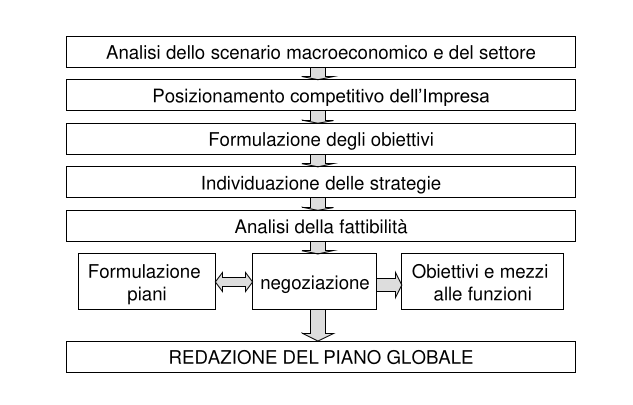 Analisi dello scenario macroeconomico e del settore
Posizionamento competitivo dell'Impresa
Formulazione degli obiettivi
Individuazione delle strategie
Analisi della fattibilità
Formulazione
piani
negoziazione
Obiettivi e mezzi
alle funzioni
REDAZIONE DEL PIANO GLOBALE